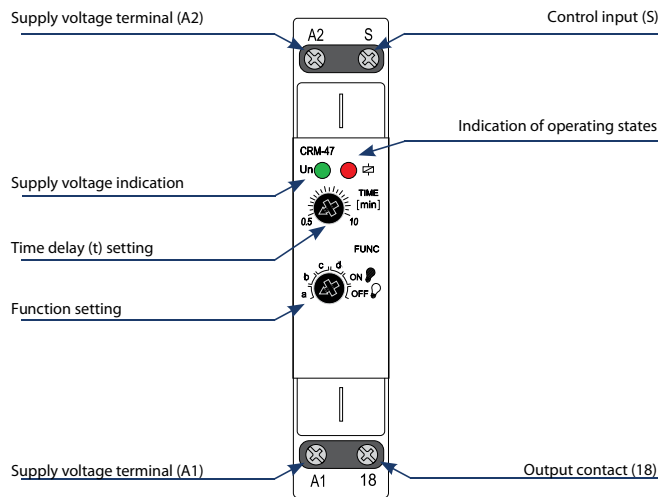 Supply voltage terminal (A2)
Control input (S)
A2 S
Indication of operating states
CRM-47
Un
Supply voltage indication
TIME
[min]
0.5 10
Time delay (t) setting
FUNC
c d
b ON
a OFF
Function setting
Supply voltage terminal (A1)
Output contact (18)
A1 18